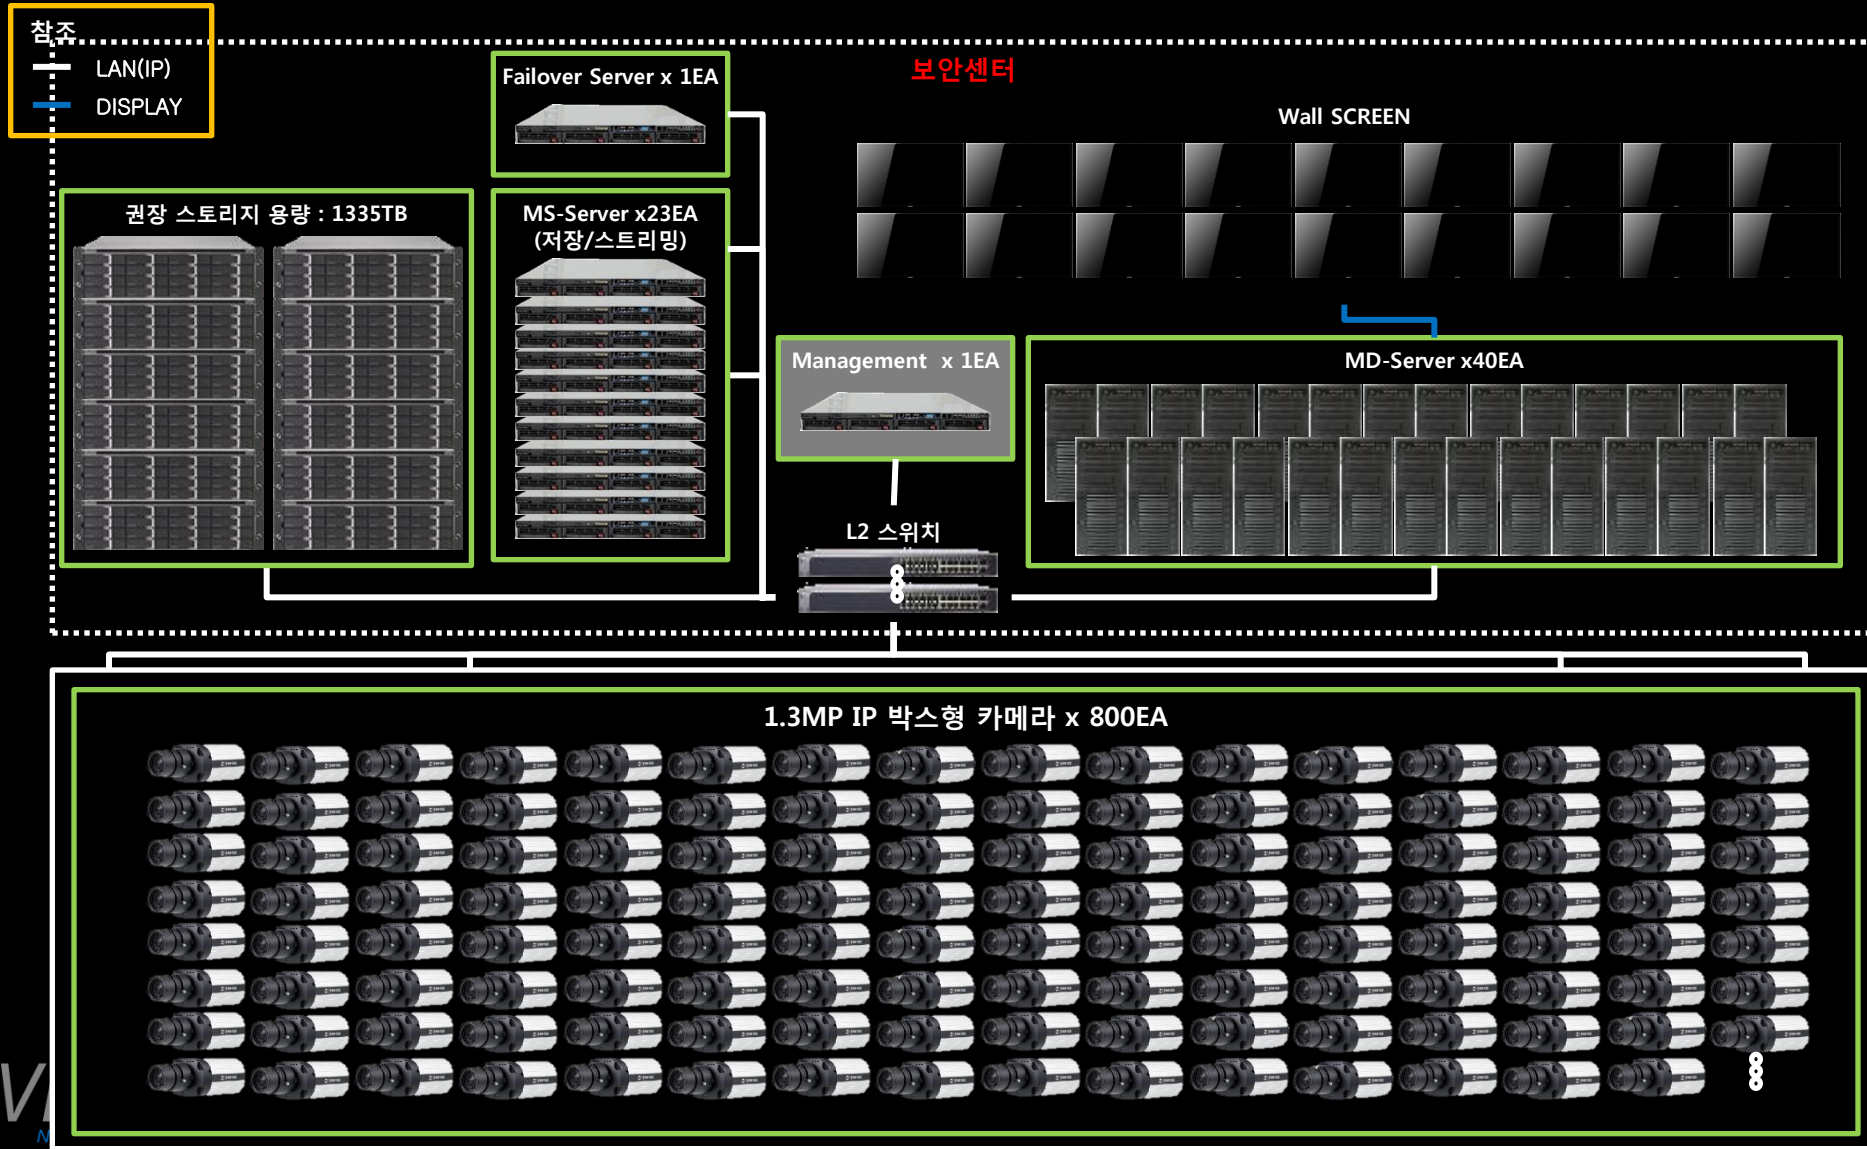 참조
LAN(IP)
DISPLAY
보안센터
Failover Server x 1EA
Wall SCREEN
권장 스토리지 용량 : 1335TB
MS-Server x23EA
(저장/스트리밍)
Management x 1EA
MD-Server x40EA
L2 스위치
1.3MP IP 박스형 카메라 x 800EA